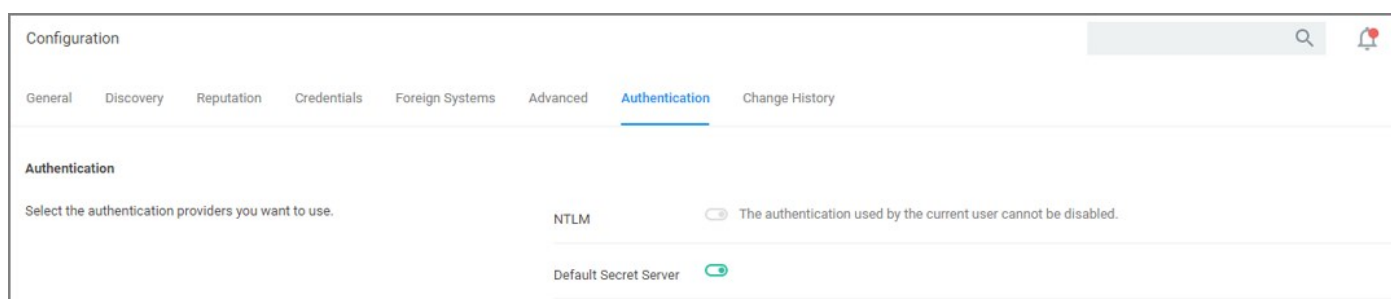 Configuration
General Discovery Reputation Credentials Foreign Systems Advanced Authentication Change History
Authentication
Select the authentication providers you want to use.
NTLM The authentication used by the current user cannot be disabled.
Default Secret Server